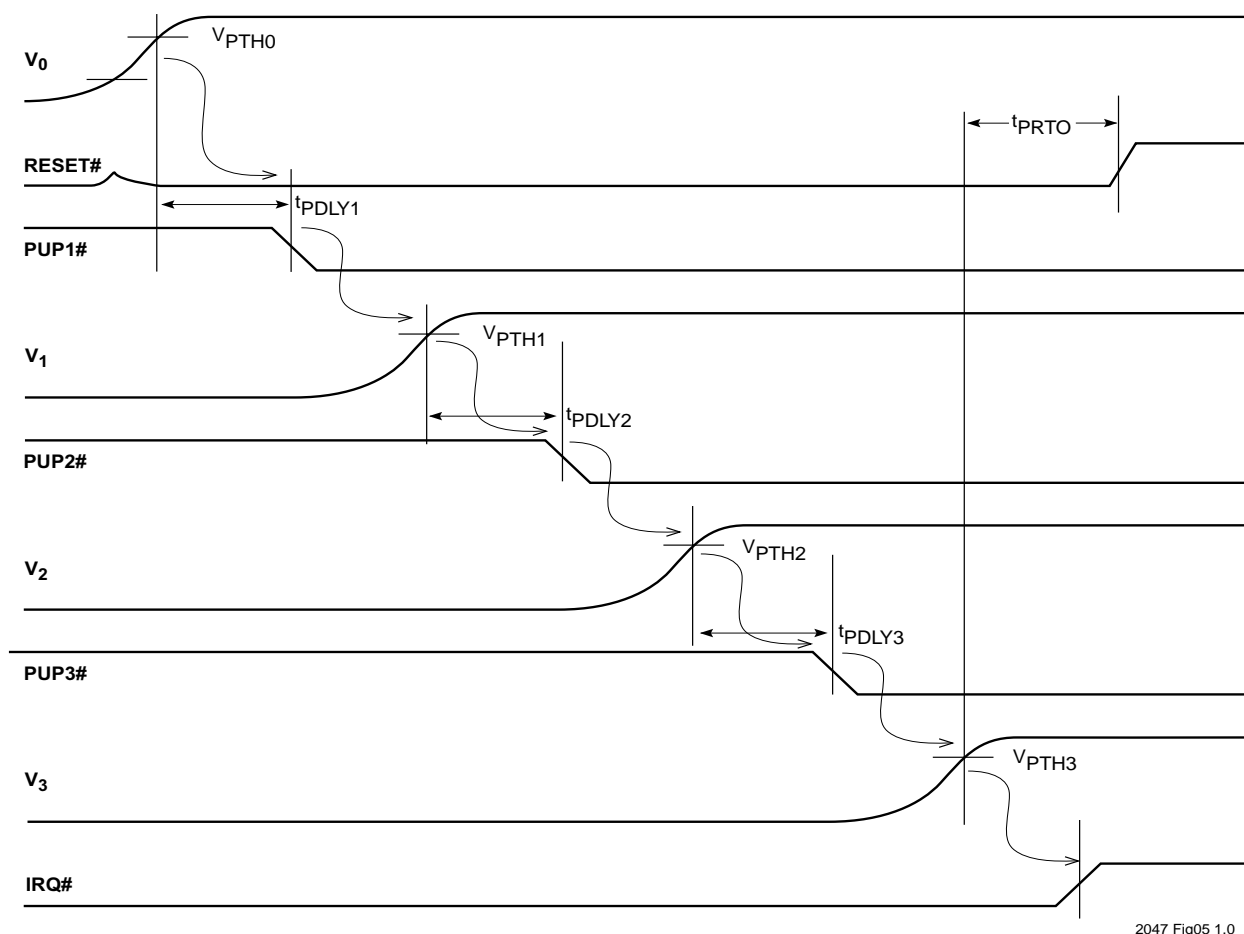 VPTH0
V0
tPRTO
RESET#
tPDLY1
PUP1#
VPTH1
V1
tPDLY2
PUP2#
VPTH2
V2
tPDLY3
PUP3#
VPTH3
V3
IRQ#
2047 Fig05 1.0